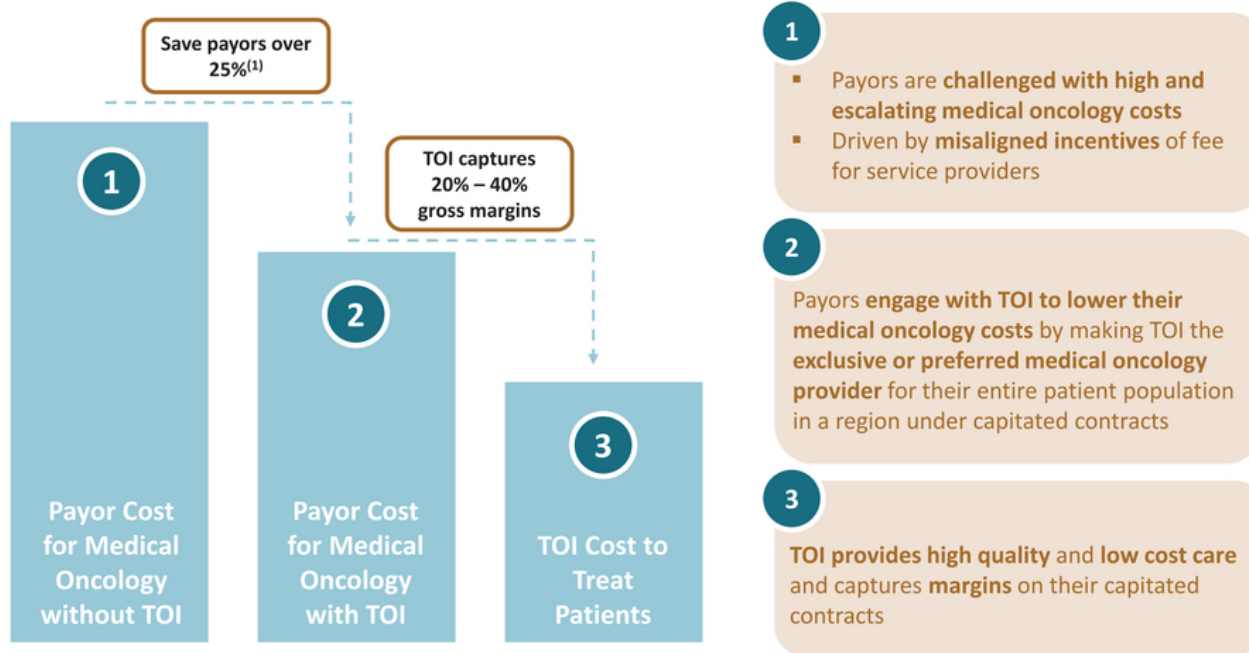 Save payors over
25%(1)
TOI captures
20% – 40%
gross margins
1
Payor Cost
for Medical
Oncology
without TOI
2
Payor Cost
for Medical
Oncology
with TOI
3
TOI Cost to
Treat
Patients
1
▪ Payors are challenged with high and
escalating medical oncology costs
▪ Driven by misaligned incentives of fee
for service providers
2
Payors engage with TOI to lower their
medical oncology costs by making TOI the
exclusive or preferred medical oncology
provider for their entire patient population
in a region under capitated contracts
3
TOI provides high quality and low cost care
and captures margins on their capitated
contracts